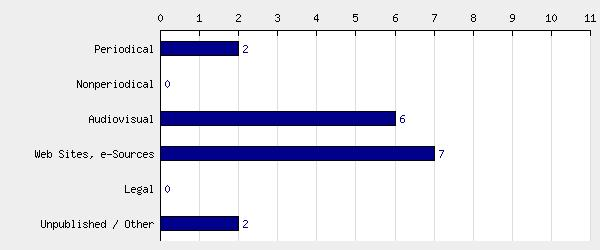 0 1 2 3 4 5 6 7 8 9 10 11
Periodical 2
Nonperiodical 0
Audiovisual 6
Web Sites, e-Sources 7
Legal 0
Unpublished / Other 2